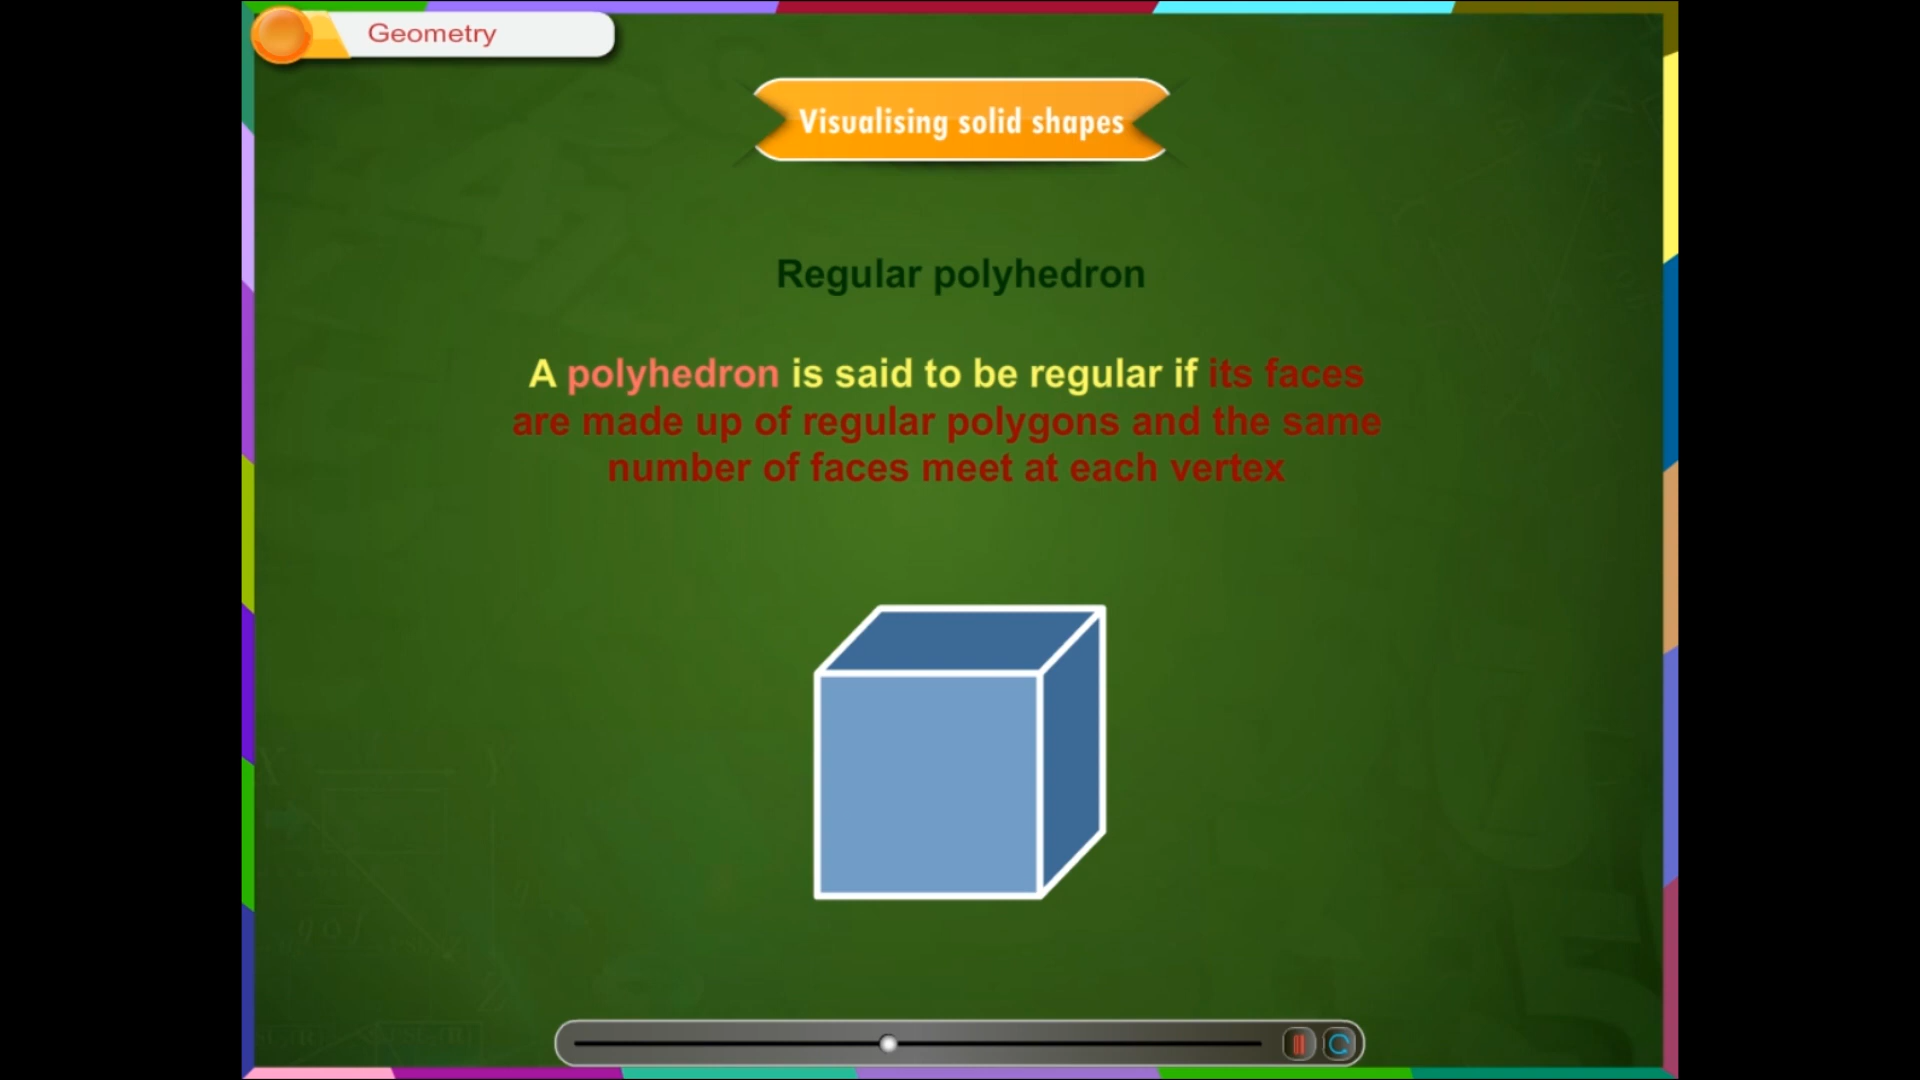 Geometry
Visualising solid shapes
Regular polyhedron
A polyhedron is said to be regular if its faces
are made up of regular polygons and the same
number of faces meet at each vertex